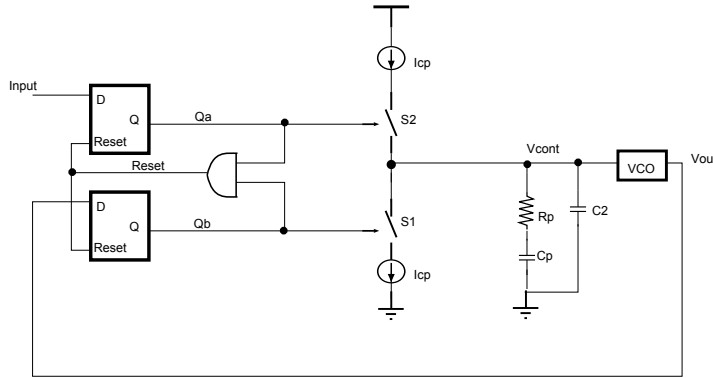 Icp
Input
D
Q
Qa
S2
Reset
Reset
Vcont
Vou
VCO
D
Q
Qb
S1
Rp
C2
Reset
Cp
Icp